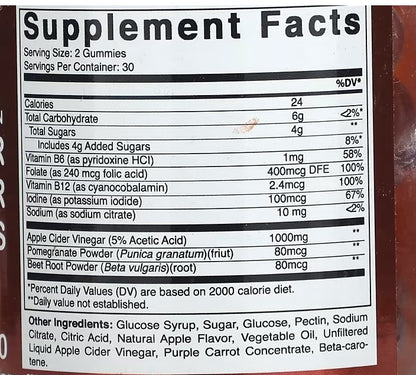 Supplement Facts
Serving Size: 2 Gummies
Servings Per Container: 30
%DV*
Calories 24
Total Carbohydrate 6g <2%*
Total Sugars 4g **
Includes 4g Added Sugars 8%*
Vitamin B6 (as pyridoxine HCl) 1mg 58%
Folate (as 240 mcg folic acid) 400mcg DFE 100%
Vitamin B12 (as cyanocobalamin) 2.4mcg 100%
Iodine (as potassium iodide) 100mcg 67%
Sodium (as sodium citrate) 10 mg <2%
Apple Cider Vinegar (5% Acetic Acid) 1000mg **
Pomegranate Powder (Punica granatum)(friut) 80mcg **
Beet Root Powder (Beta vulgaris)(root) 80mcg **
*Percent Daily Values (DV) are based on 2000 calorie diet.
**Daily value not established.
Other Ingredients: Glucose Syrup, Sugar, Glucose, Pectin, Sodium
Citrate, Citric Acid, Natural Apple Flavor, Vegetable Oil, Unfiltered
Liquid Apple Cider Vinegar, Purple Carrot Concentrate, Beta-caro-
tene.